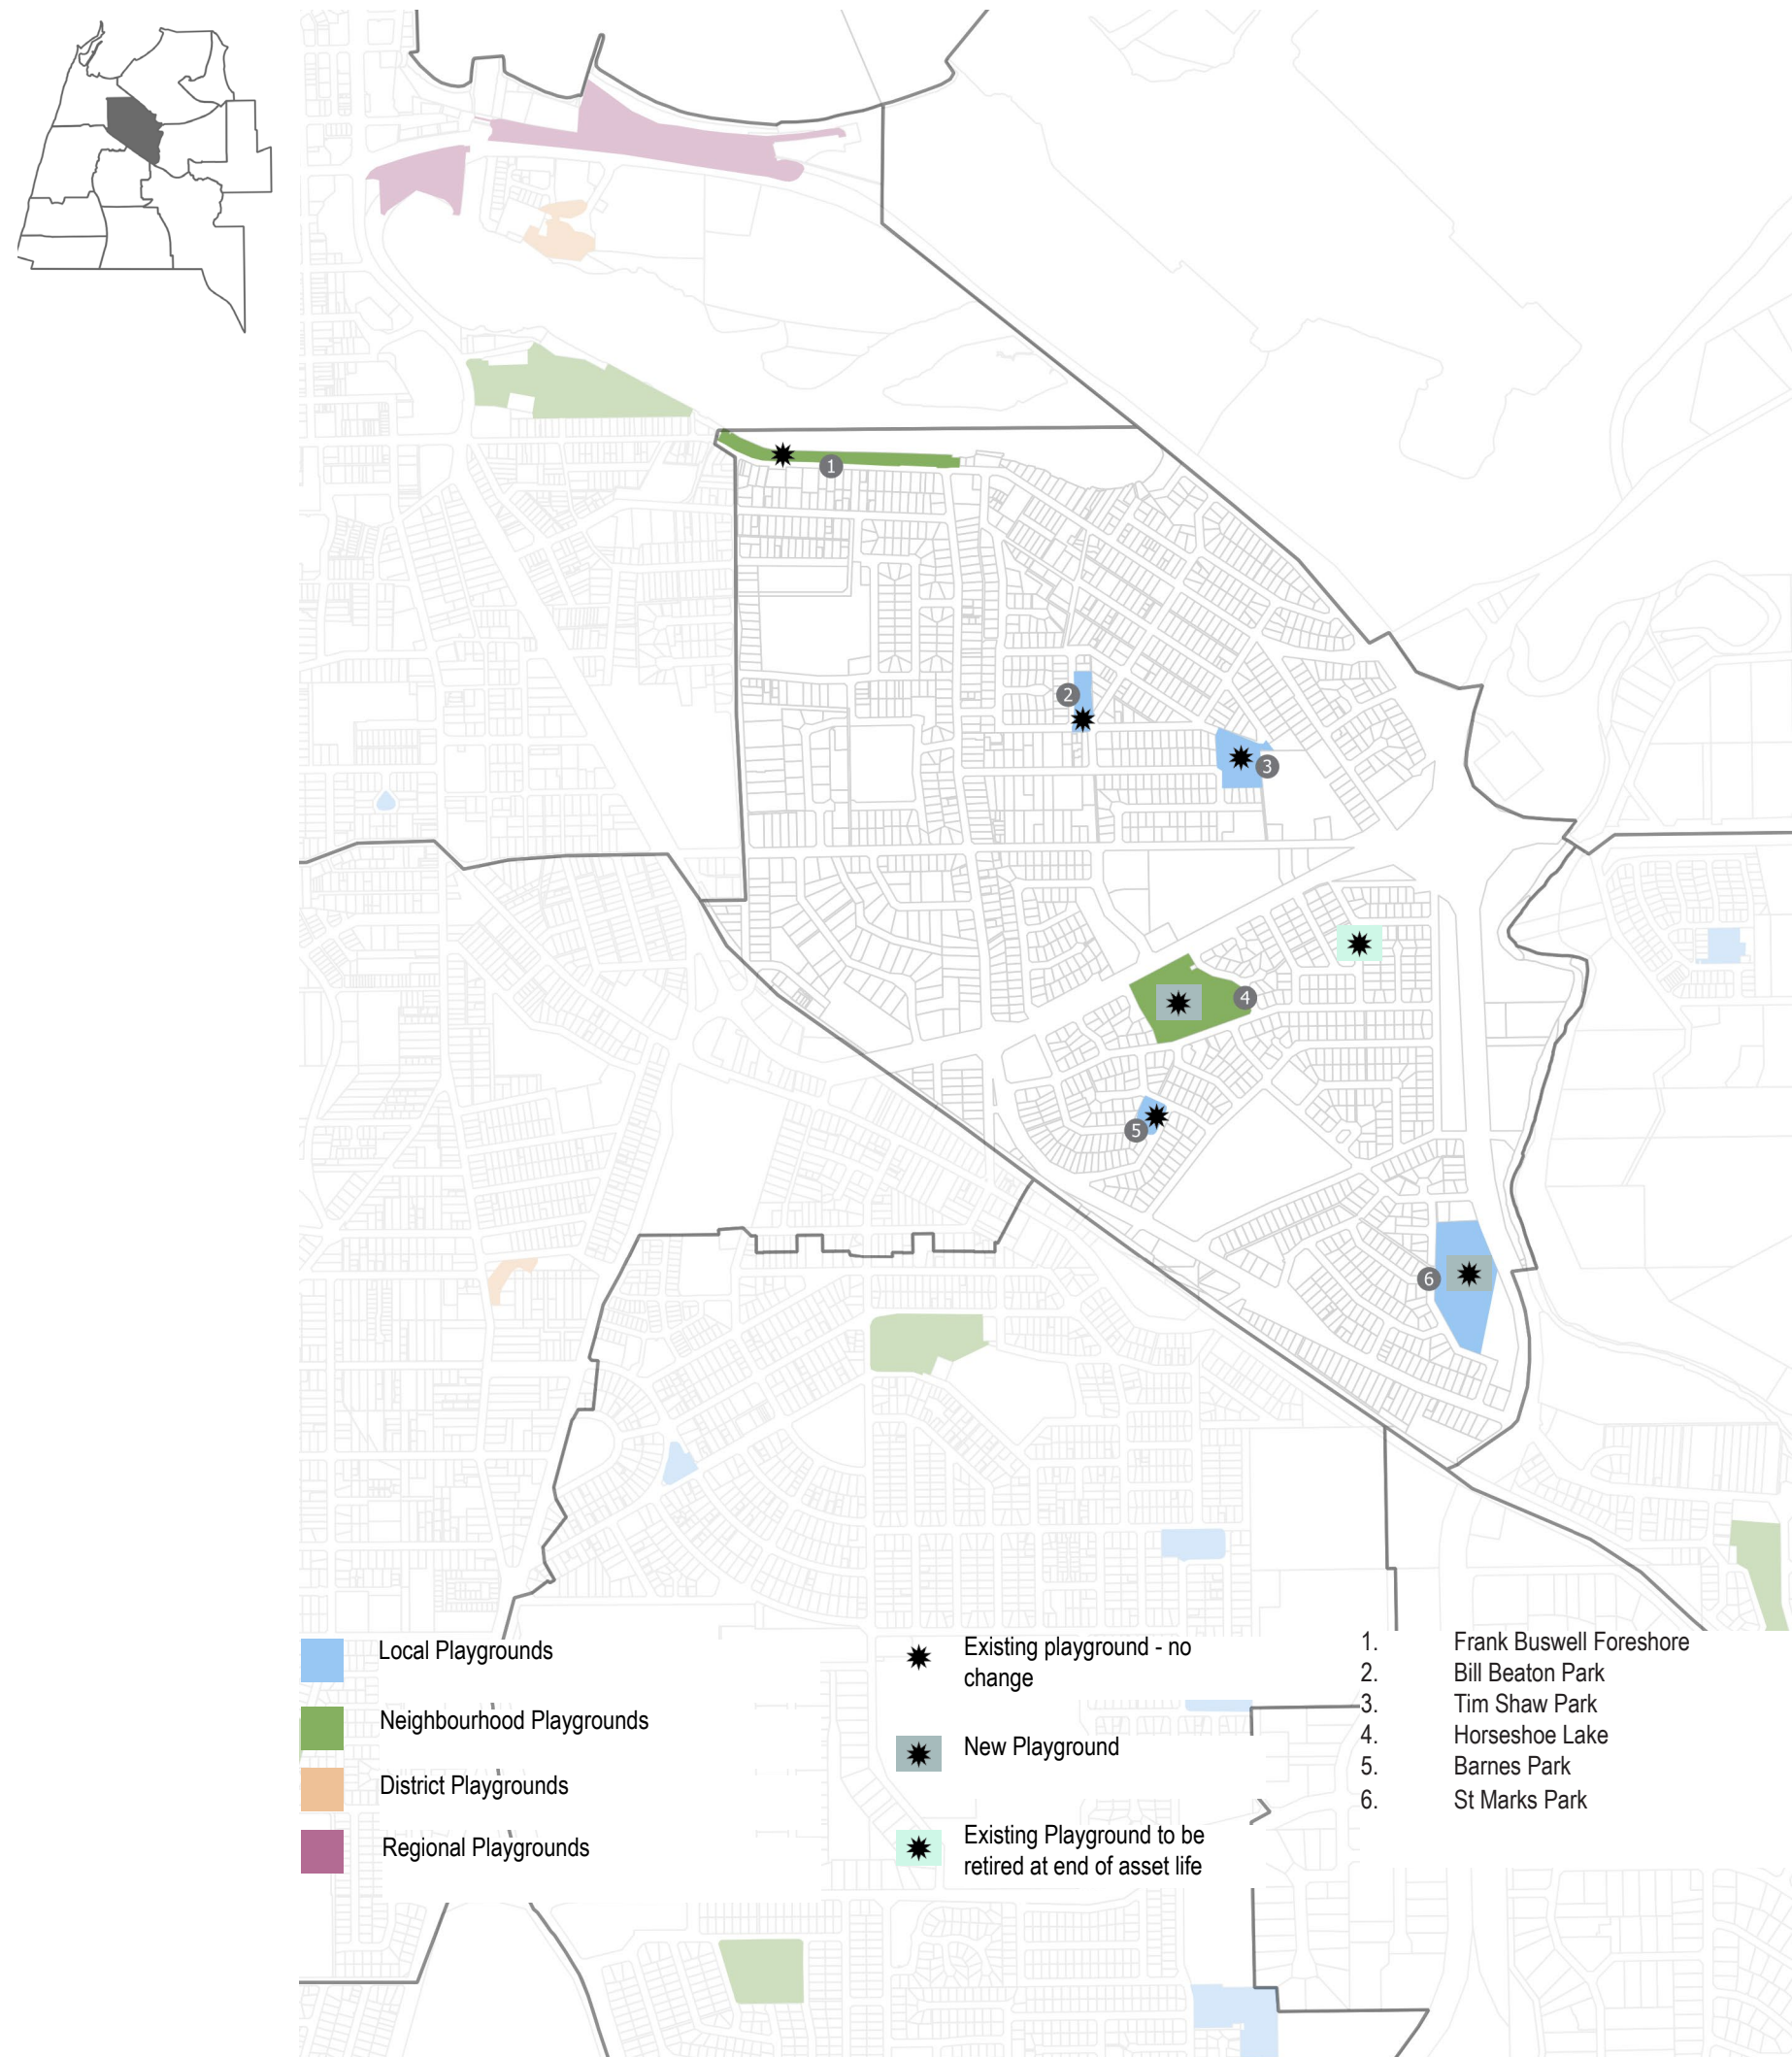 1
2
3
4
5
6
Local Playgrounds
Neighbourhood Playgrounds
District Playgrounds
Regional Playgrounds
Existing playground - no
change
New Playground
Existing Playground to be
retired at end of asset life
1. Frank Buswell Foreshore
2. Bill Beaton Park
3. Tim Shaw Park
4. Horseshoe Lake
5. Barnes Park
6. St Marks Park